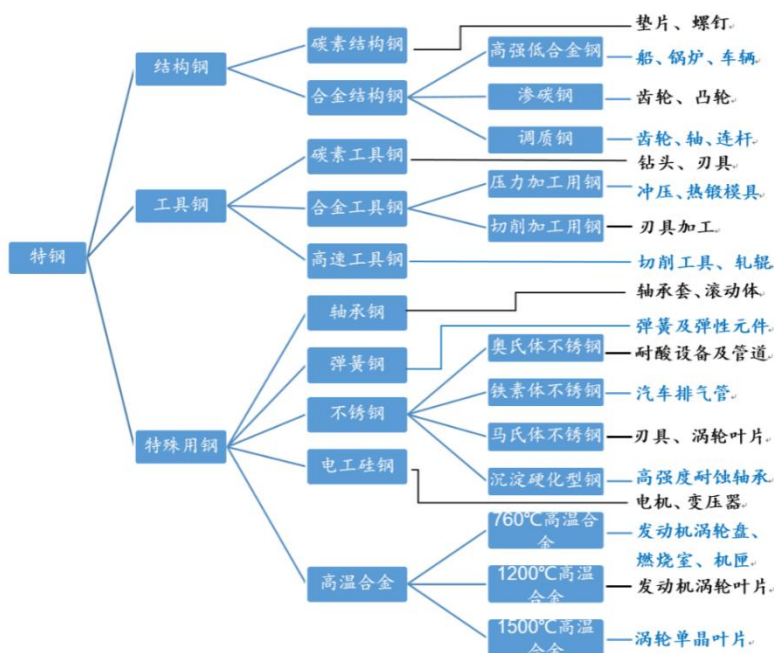 特钢
结构钢
碳素结构钢
垫片、螺钉
合金结构钢
高强低合金钢
船、锅炉、车辆
渗碳钢
齿轮、凸轮
调质钢
齿轮、轴、连杆
工具钢
碳素工具钢
钻头、刃具
合金工具钢
压力加工用钢
冲压、热锻模具
切削加工用钢
刃具加工
高速工具钢
切削工具、轧辊
特殊用钢
轴承钢
轴承套、滚动体
弹簧钢
弹簧及弹性元件
不锈钢
奥氏体不锈钢
耐酸设备及管道
铁素体不锈钢
汽车排气管
马氏体不锈钢
刃具、涡轮叶片
沉淀硬化型钢
高强度耐蚀轴承
电工硅钢
电机、变压器
高温合金
760℃高温合
金
发动机涡轮盘、
燃烧室、机匣
1200℃高温
合金
发动机涡轮叶片
1500℃高温
合金
涡轮单晶叶片